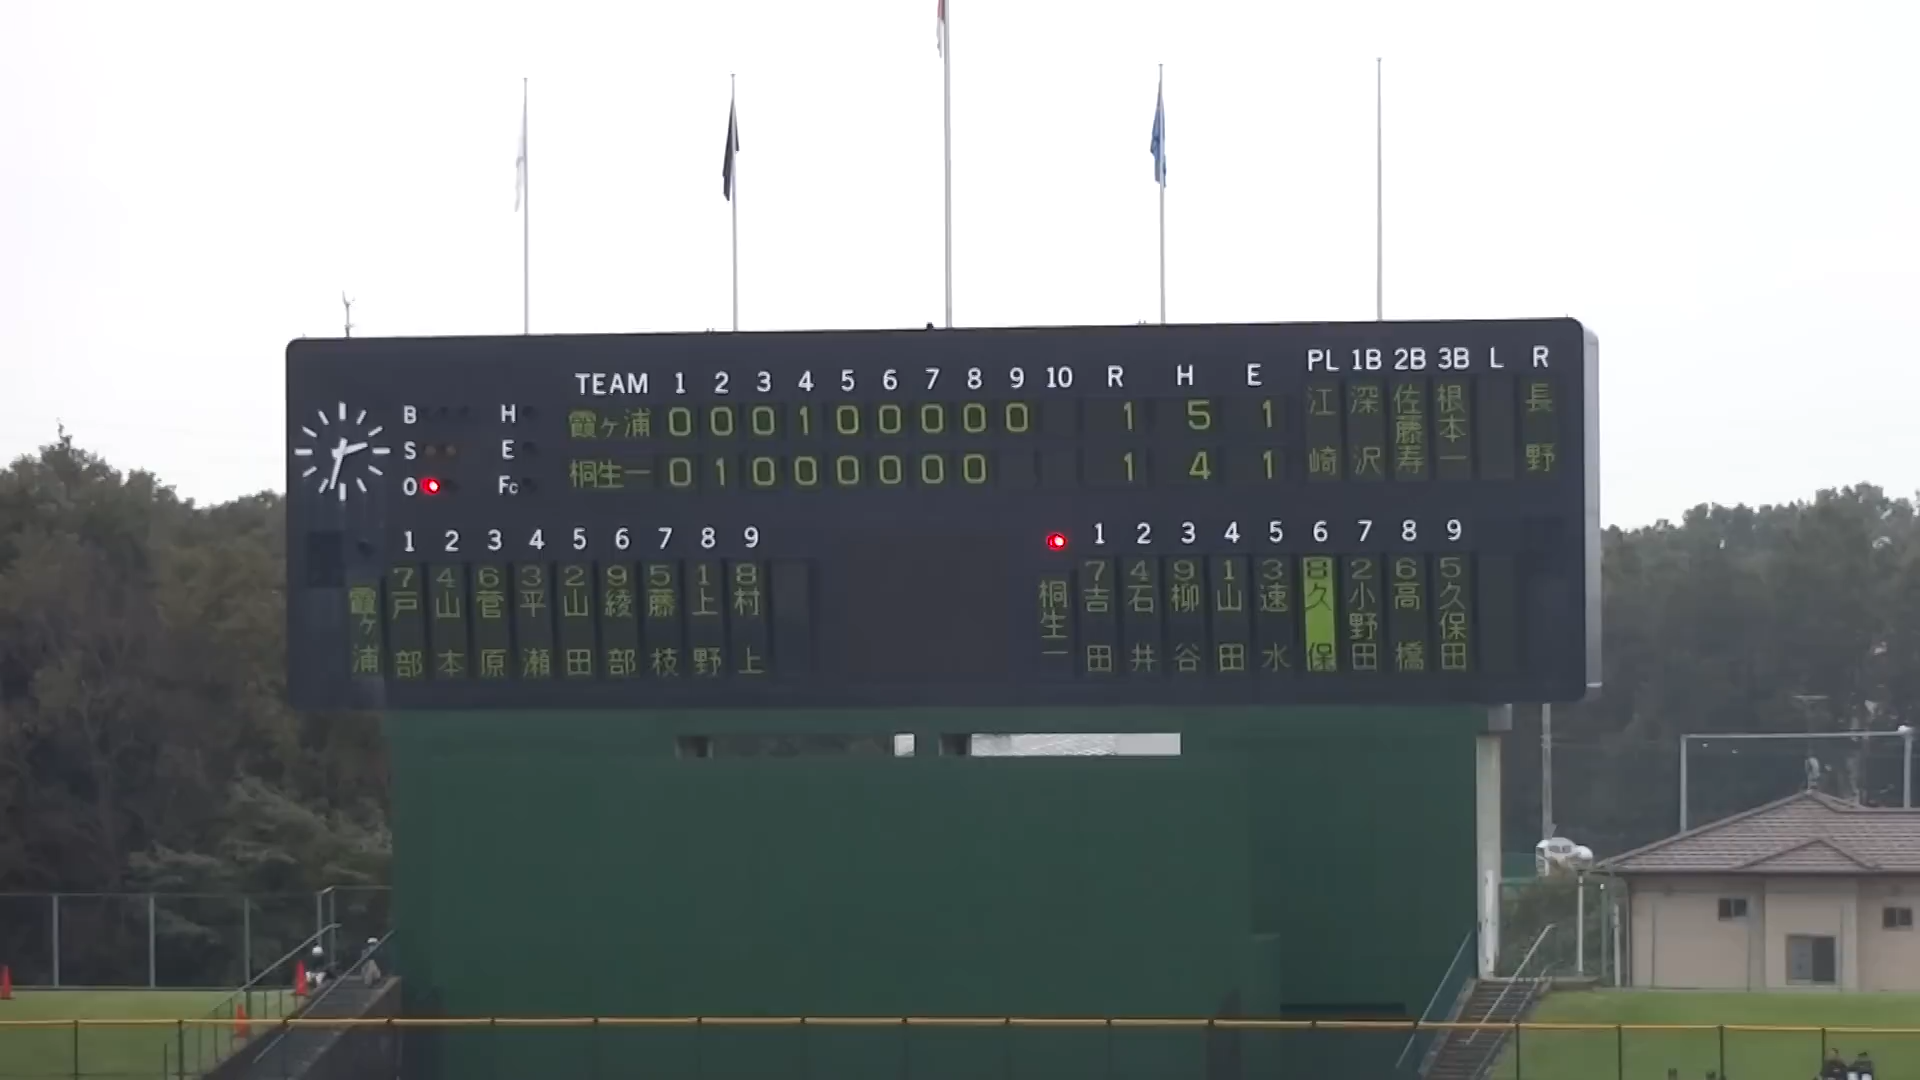 TEAM 1 2 3 4 5 6 7 8 9 10 R H E PL 1B 2B 3B L R
B H 霞ヶ浦 0 0 0 1 0 0 0 0 0 1 5 1
S E
O Fc 桐生一 0 1 0 0 0 0 0 0 1 4 1
江崎 深沢 佐藤寿 根本一 長野
1 2 3 4 5 6 7 8 9
霞ヶ浦
7 4 6 3 2 9 5 1 8
戸部 山本 菅原 平瀬 山田 綾部 藤枝 上野 村上
1 2 3 4 5 6 7 8 9
桐生一
7 4 9 1 3 8 2 6 5
吉田 石井 柳谷 山田 速水 久保 小野田 高橋 久保田